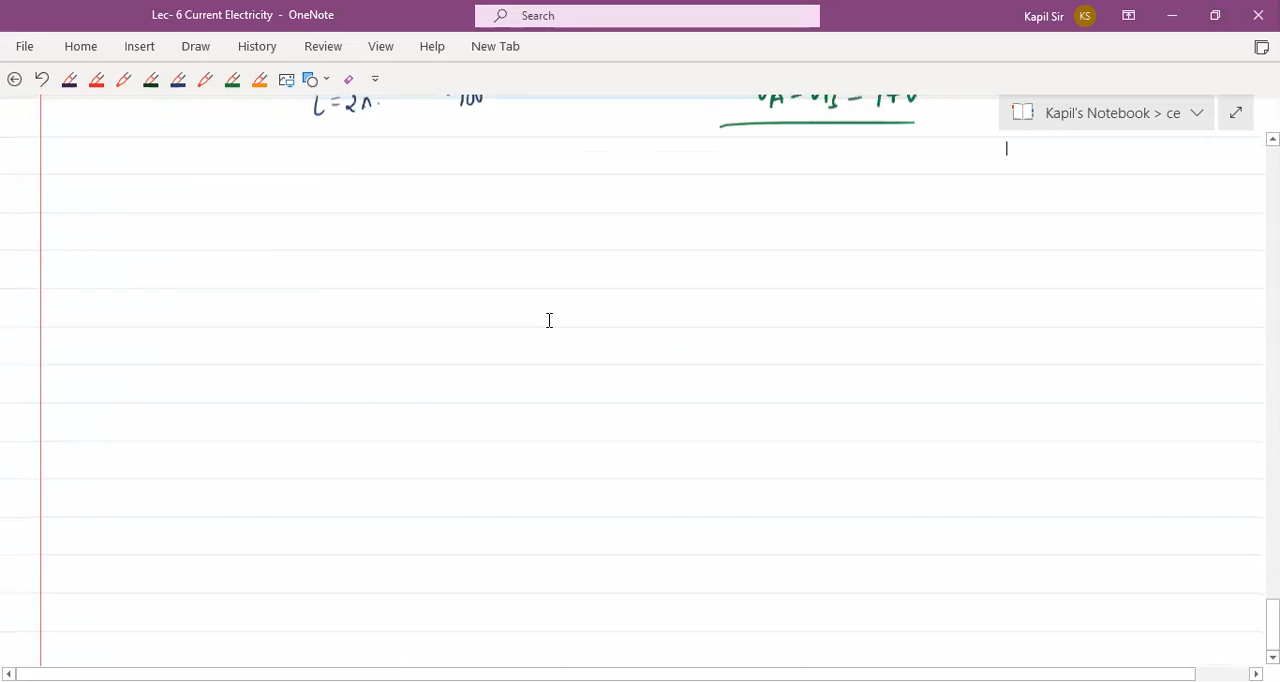 Lec- 6 Current Electricity - OneNote
Search
Kapil Sir
KS
File Home Insert Draw History Review View Help New Tab
Kapil's Notebook > ce